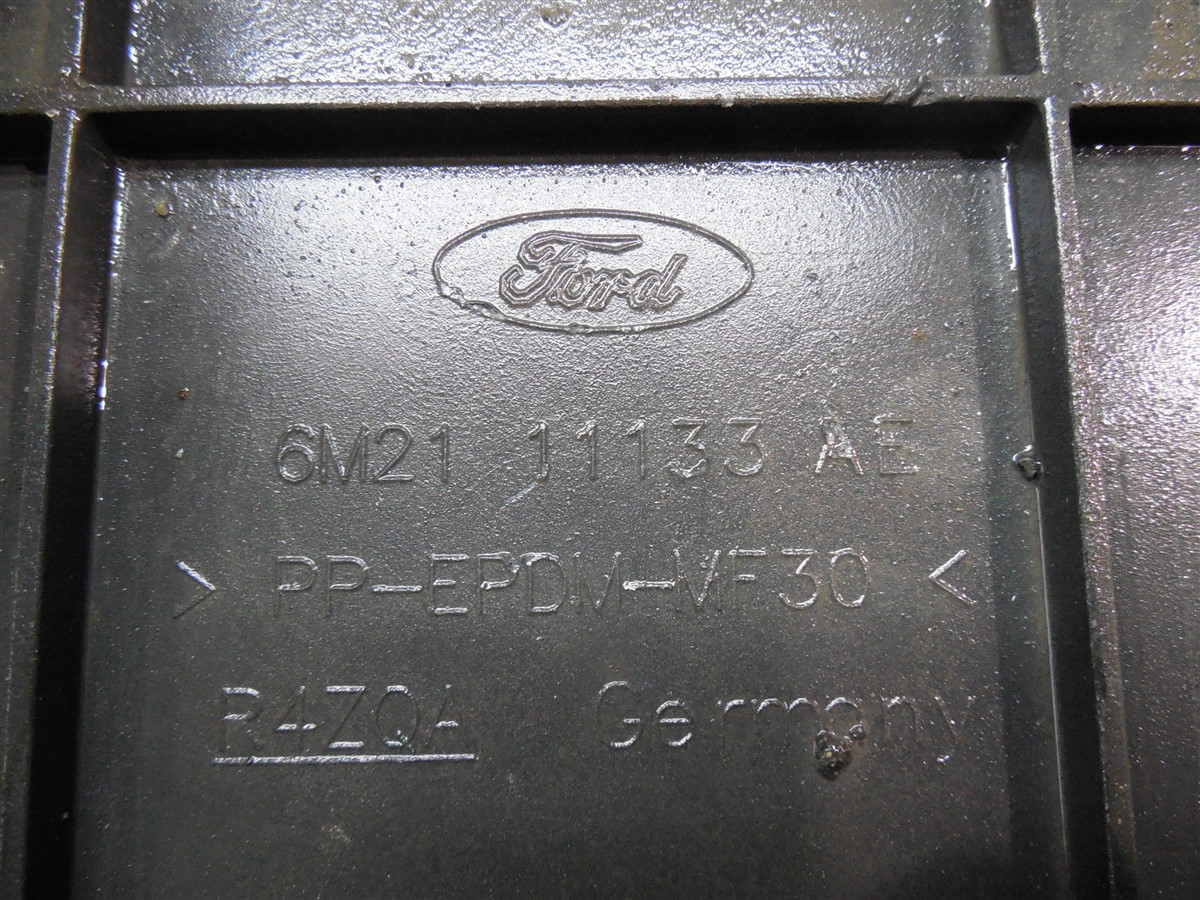 Ford
6M21 11133 AE
> PP-EPDM-MF30 <
R4ZQA Germany